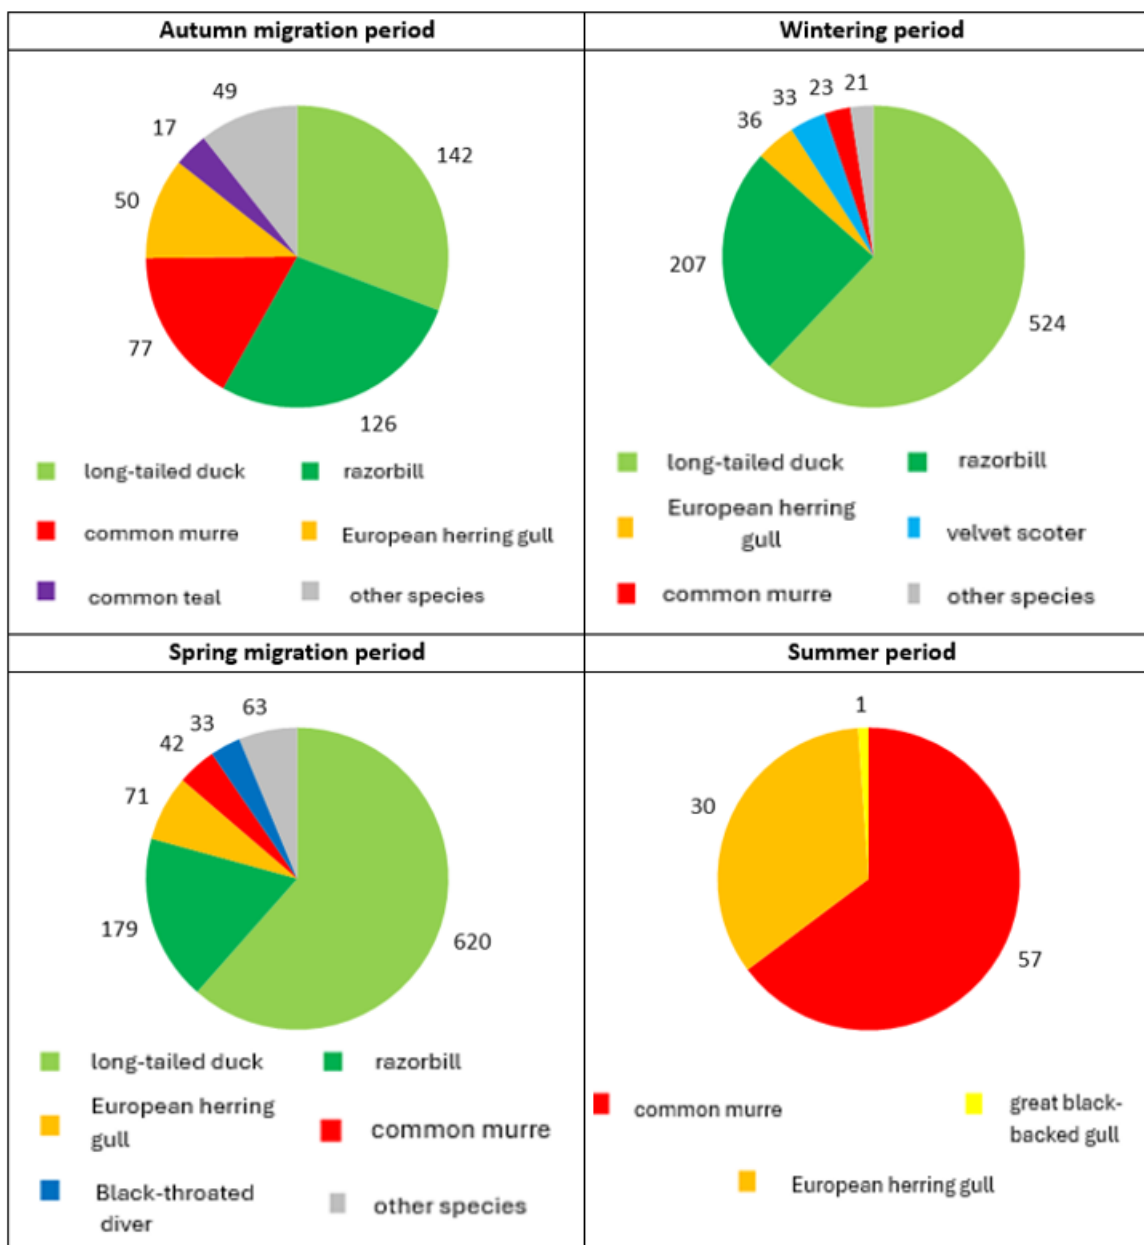 Autumn migration period
Wintering period
49
17
142
50
77
126
long-tailed duck
razorbill
common murre
European herring gull
common teal
other species
21
23
33
36
207
524
long-tailed duck
razorbill
European herring
gull
velvet scoter
common murre
other species
Spring migration period
Summer period
63
33
42
71
179
620
long-tailed duck
razorbill
European herring
gull
common murre
Black-throated
diver
other species
1
30
57
common murre
great black-
backed gull
European herring gull